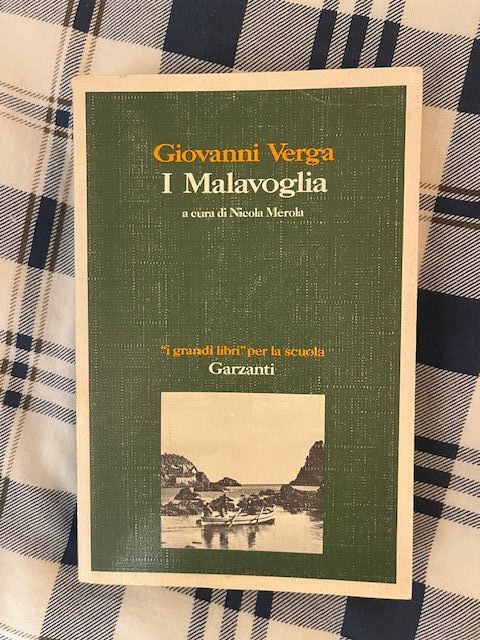 Giovanni Verga
I Malavoglia
a cura di Nicola Merola
"i grandi libri" per la scuola
Garzanti